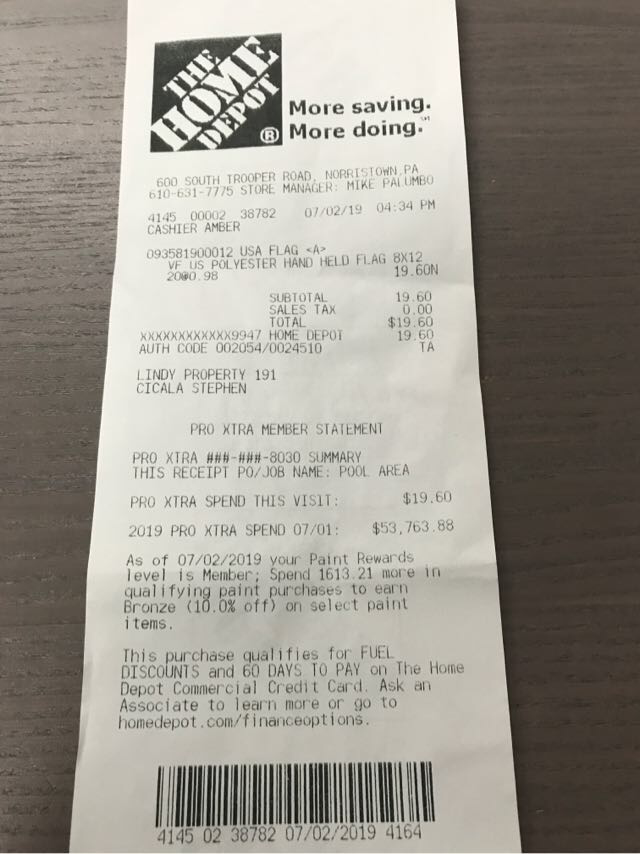 THE
HOME
DEPOT
®
More saving.
More doing.℠
600 SOUTH TROOPER ROAD, NORRISTOWN,PA
610-631-7775 STORE MANAGER: MIKE PALUMBO
4145 00002 38782 07/02/19 04:34 PM
CASHIER AMBER
093581900012 USA FLAG <A>
VF US POLYESTER HAND HELD FLAG 8X12
20@0.98 19.60N
SUBTOTAL 19.60
SALES TAX 0.00
TOTAL $19.60
XXXXXXXXXXXX9947 HOME DEPOT 19.60
AUTH CODE 002054/0024510 TA
LINDY PROPERTY 191
CICALA STEPHEN
PRO XTRA MEMBER STATEMENT
PRO XTRA ###-###-8030 SUMMARY
THIS RECEIPT PO/JOB NAME: POOL AREA
PRO XTRA SPEND THIS VISIT: $19.60
2019 PRO XTRA SPEND 07/01: $53,763.88
As of 07/02/2019 your Paint Rewards
level is Member; Spend 1613.21 more in
qualifying paint purchases to earn
Bronze (10.0% off) on select paint
items.
This purchase qualifies for FUEL
DISCOUNTS and 60 DAYS TO PAY on The Home
Depot Commercial Credit Card. Ask an
Associate to learn more or go to
homedepot.com/financeoptions.
4145 02 38782 07/02/2019 4164